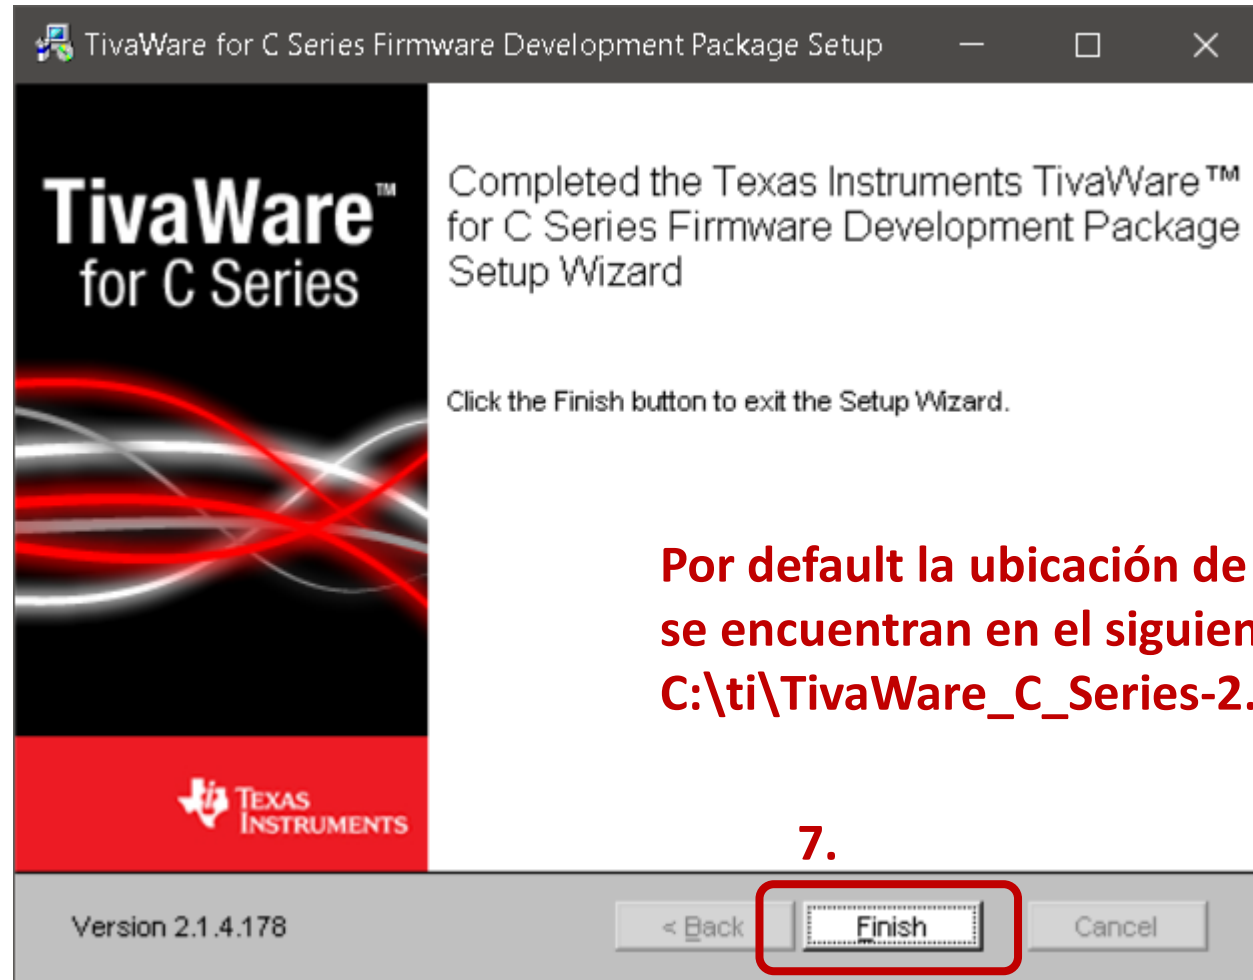 TivaWare for C Series Firmware Development Package Setup
TivaWare™
for C Series
Completed the Texas Instruments TivaWare™
for C Series Firmware Development Package
Setup Wizard
Click the Finish button to exit the Setup Wizard.
Por default la ubicación de
se encuentran en el
C:\ti\TivaWare_C_Series-2.
TEXAS
INSTRUMENTS
7.
Version 2.1.4.178
< Back
Finish
Cancel